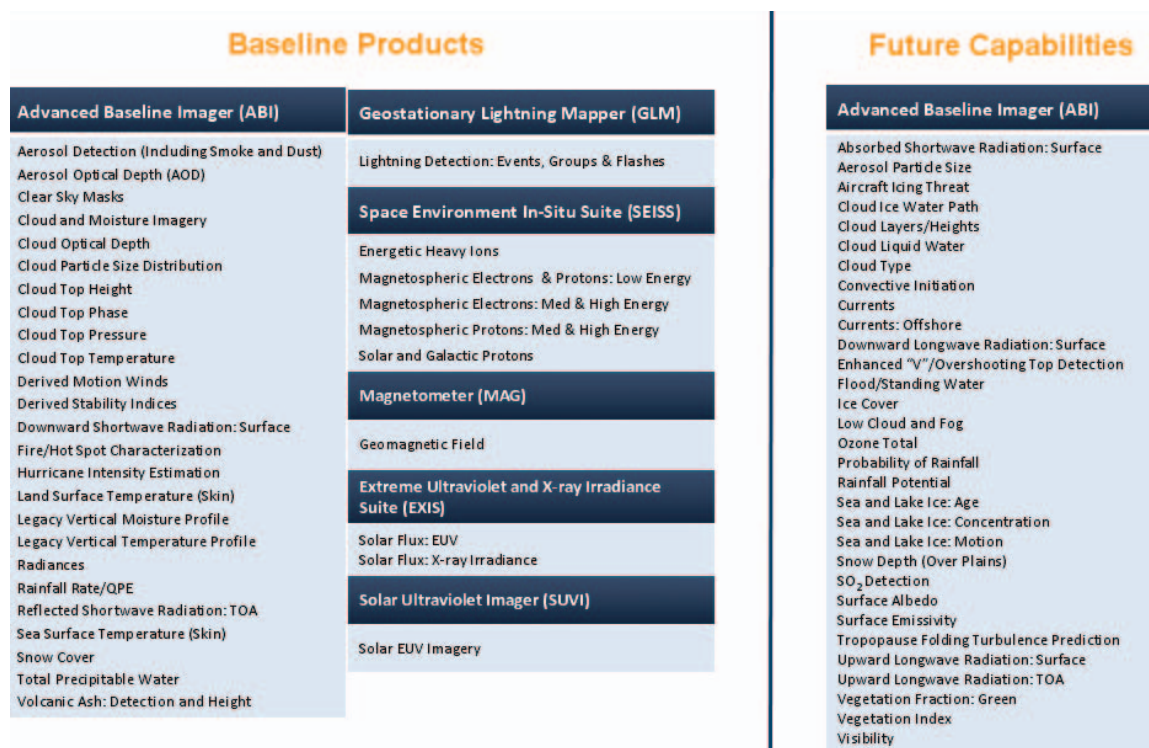 Baseline Products
Advanced Baseline Imager (ABI)
Aerosol Detection (Including Smoke and Dust)
Aerosol Optical Depth (AOD)
Clear Sky Masks
Cloud and Moisture Imagery
Cloud Optical Depth
Cloud Particle Size Distribution
Cloud Top Height
Cloud Top Phase
Cloud Top Pressure
Cloud Top Temperature
Derived Motion Winds
Derived Stability Indices
Downward Shortwave Radiation: Surface
Fire/Hot Spot Characterization
Hurricane Intensity Estimation
Land Surface Temperature (Skin)
Legacy Vertical Moisture Profile
Legacy Vertical Temperature Profile
Radiances
Rainfall Rate/QPE
Reflected Shortwave Radiation: TOA
Sea Surface Temperature (Skin)
Snow Cover
Total Precipitable Water
Volcanic Ash: Detection and Height
Geostationary Lightning Mapper (GLM)
Lightning Detection: Events, Groups & Flashes
Space Environment In-Situ Suite (SEISS)
Energetic Heavy Ions
Magnetospheric Electrons & Protons: Low Energy
Magnetospheric Electrons: Med & High Energy
Magnetospheric Protons: Med & High Energy
Solar and Galactic Protons
Magnetometer (MAG)
Geomagnetic Field
Extreme Ultraviolet and X-ray Irradiance
Suite (EXIS)
Solar Flux: EUV
Solar Flux: X-ray Irradiance
Solar Ultraviolet Imager (SUVI)
Solar EUV Imagery
Future Capabilities
Advanced Baseline Imager (ABI)
Absorbed Shortwave Radiation: Surface
Aerosol Particle Size
Aircraft Icing Threat
Cloud Ice Water Path
Cloud Layers/Heights
Cloud Liquid Water
Cloud Type
Convective Initiation
Currents
Currents: Offshore
Downward Longwave Radiation: Surface
Enhanced “V”/Overshooting Top Detection
Flood/Standing Water
Ice Cover
Low Cloud and Fog
Ozone Total
Probability of Rainfall
Rainfall Potential
Sea and Lake Ice: Age
Sea and Lake Ice: Concentration
Sea and Lake Ice: Motion
Snow Depth (Over Plains)
SO2 Detection
Surface Albedo
Surface Emissivity
Tropopause Folding Turbulence Prediction
Upward Longwave Radiation: Surface
Upward Longwave Radiation: TOA
Vegetation Fraction: Green
Vegetation Index
Visibility